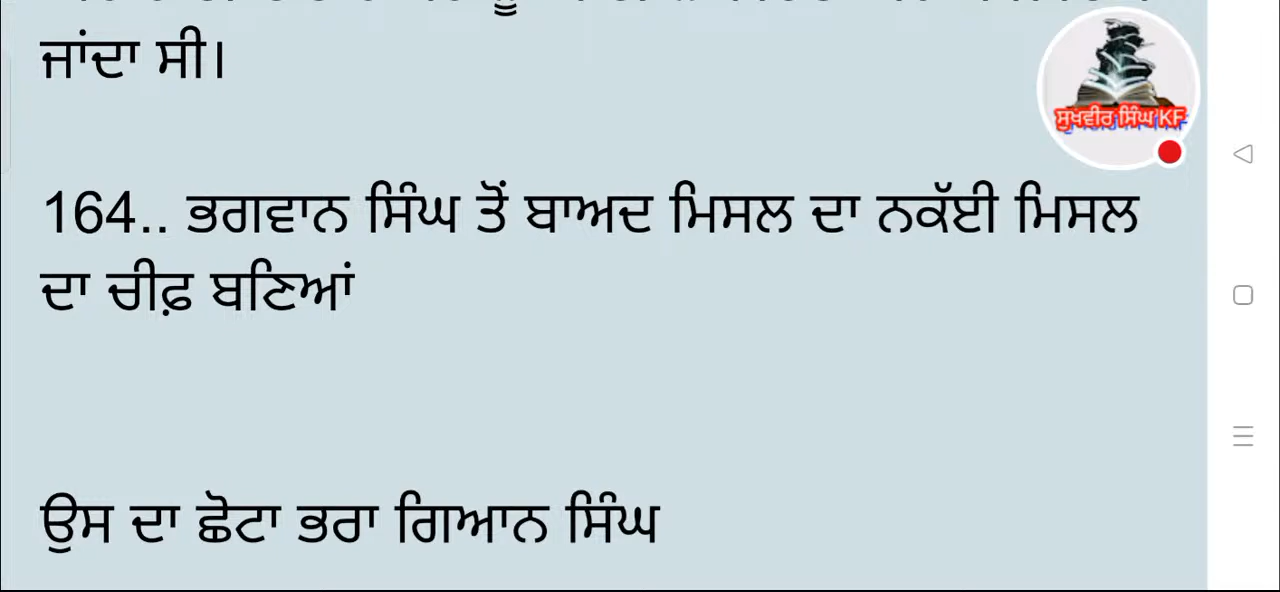 ਜਾਂਦਾ ਸੀ।
ਸੁਖਵੀਰ ਸਿੰਘ KF
164.. ਭਗਵਾਨ ਸਿੰਘ ਤੋਂ ਬਾਅਦ ਮਿਸਲ ਦਾ ਨਕੱਈ ਮਿਸਲ
ਦਾ ਚੀਫ਼ ਬਣਿਆਂ
ਉਸ ਦਾ ਛੋਟਾ ਭਰਾ ਗਿਆਨ ਸਿੰਘ